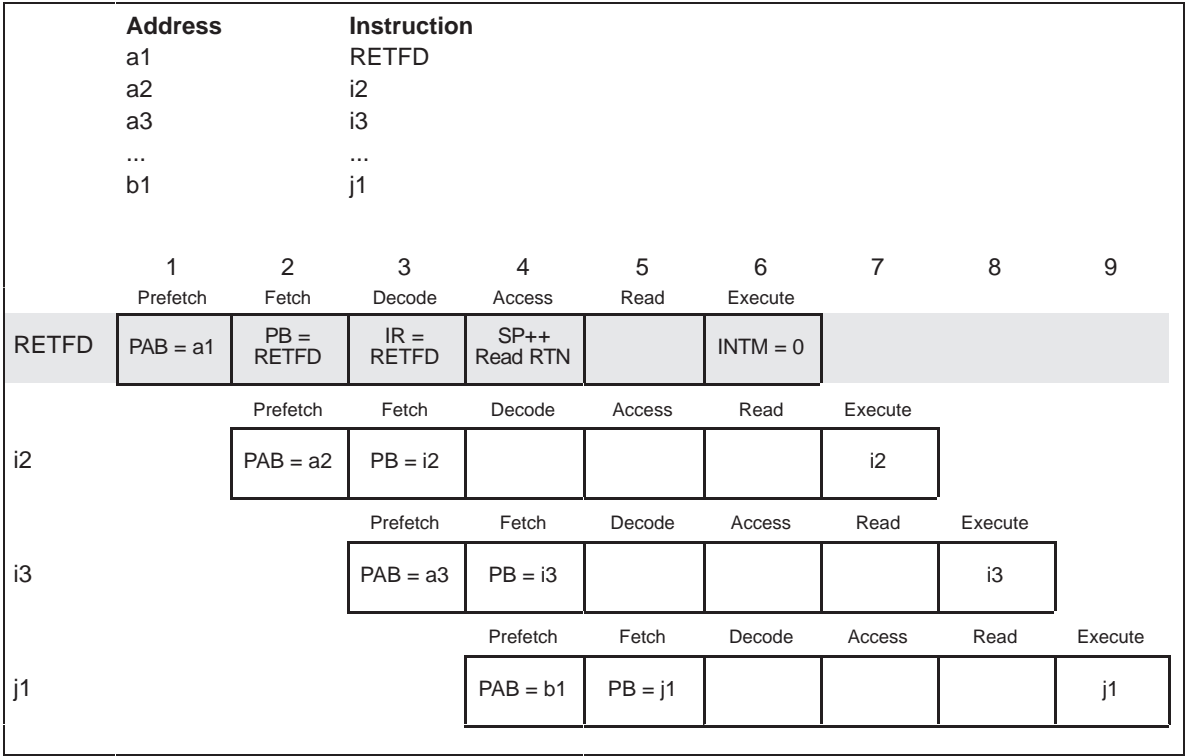 Address Instruction
a1 RETFD
a2 i2
a3 i3
... ...
b1 j1
1 2 3 4 5 6 7 8 9
Prefetch Fetch Decode Access Read Execute
RETFD PAB = a1 PB = RETFD IR = RETFD SP++ Read RTN INTM = 0
Prefetch Fetch Decode Access Read Execute
i2 PAB = a2 PB = i2 i2
Prefetch Fetch Decode Access Read Execute
i3 PAB = a3 PB = i3 i3
Prefetch Fetch Decode Access Read Execute
j1 PAB = b1 PB = j1 j1